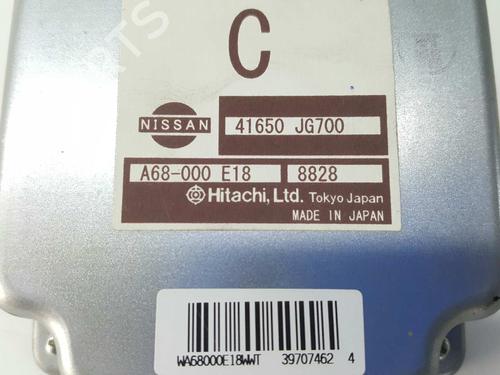 C
NISSAN 41650 JG700
A68-000 E18 8828
Hitachi, Ltd. Tokyo Japan
MADE IN JAPAN
WA68000E18WWT 39707462 4